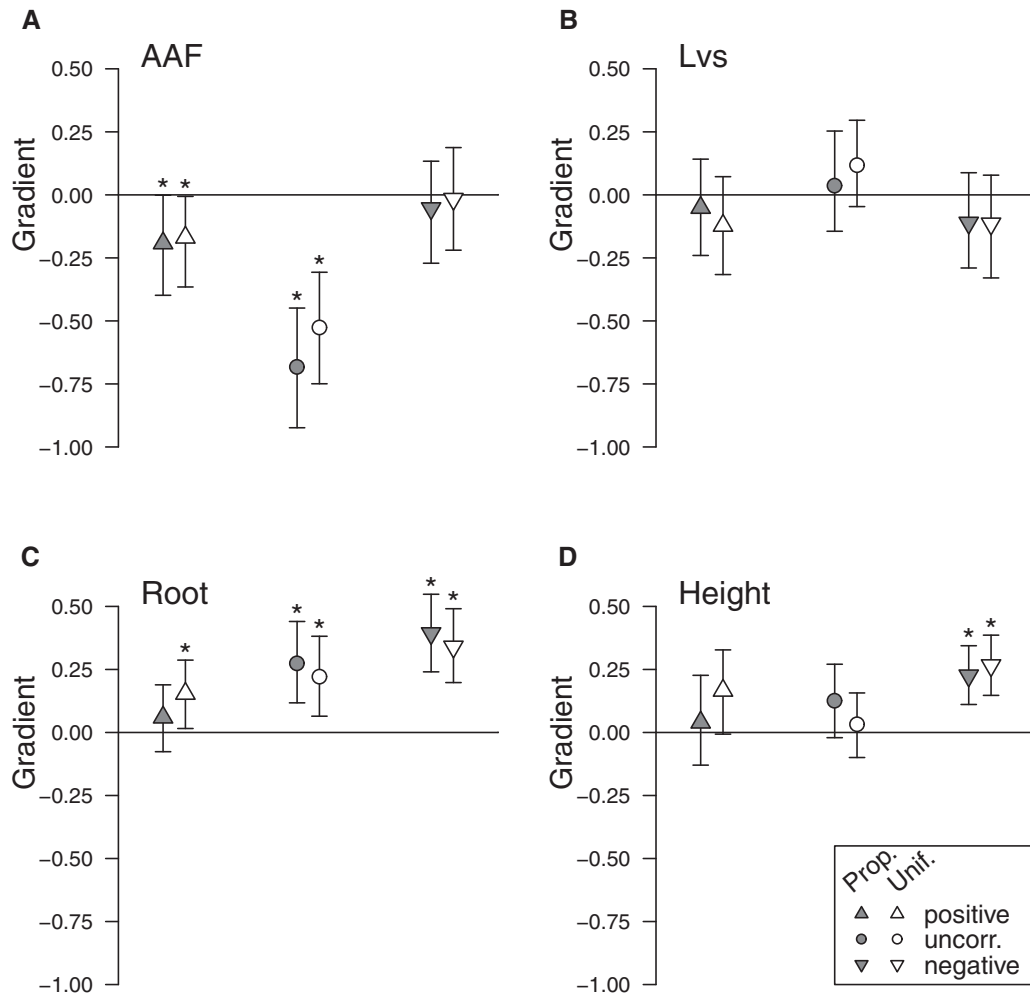 A
AAF
Gradient
0.50
0.25
0.00
−0.25
−0.50
−0.75
−1.00
* *
* *
B
Lvs
Gradient
0.50
0.25
0.00
−0.25
−0.50
−0.75
−1.00
C
Root
Gradient
0.50
0.25
0.00
−0.25
−0.50
−0.75
−1.00
*
* *
* *
D
Height
Gradient
0.50
0.25
0.00
−0.25
−0.50
−0.75
−1.00
* *
Prop. Unif.
positive
uncorr.
negative